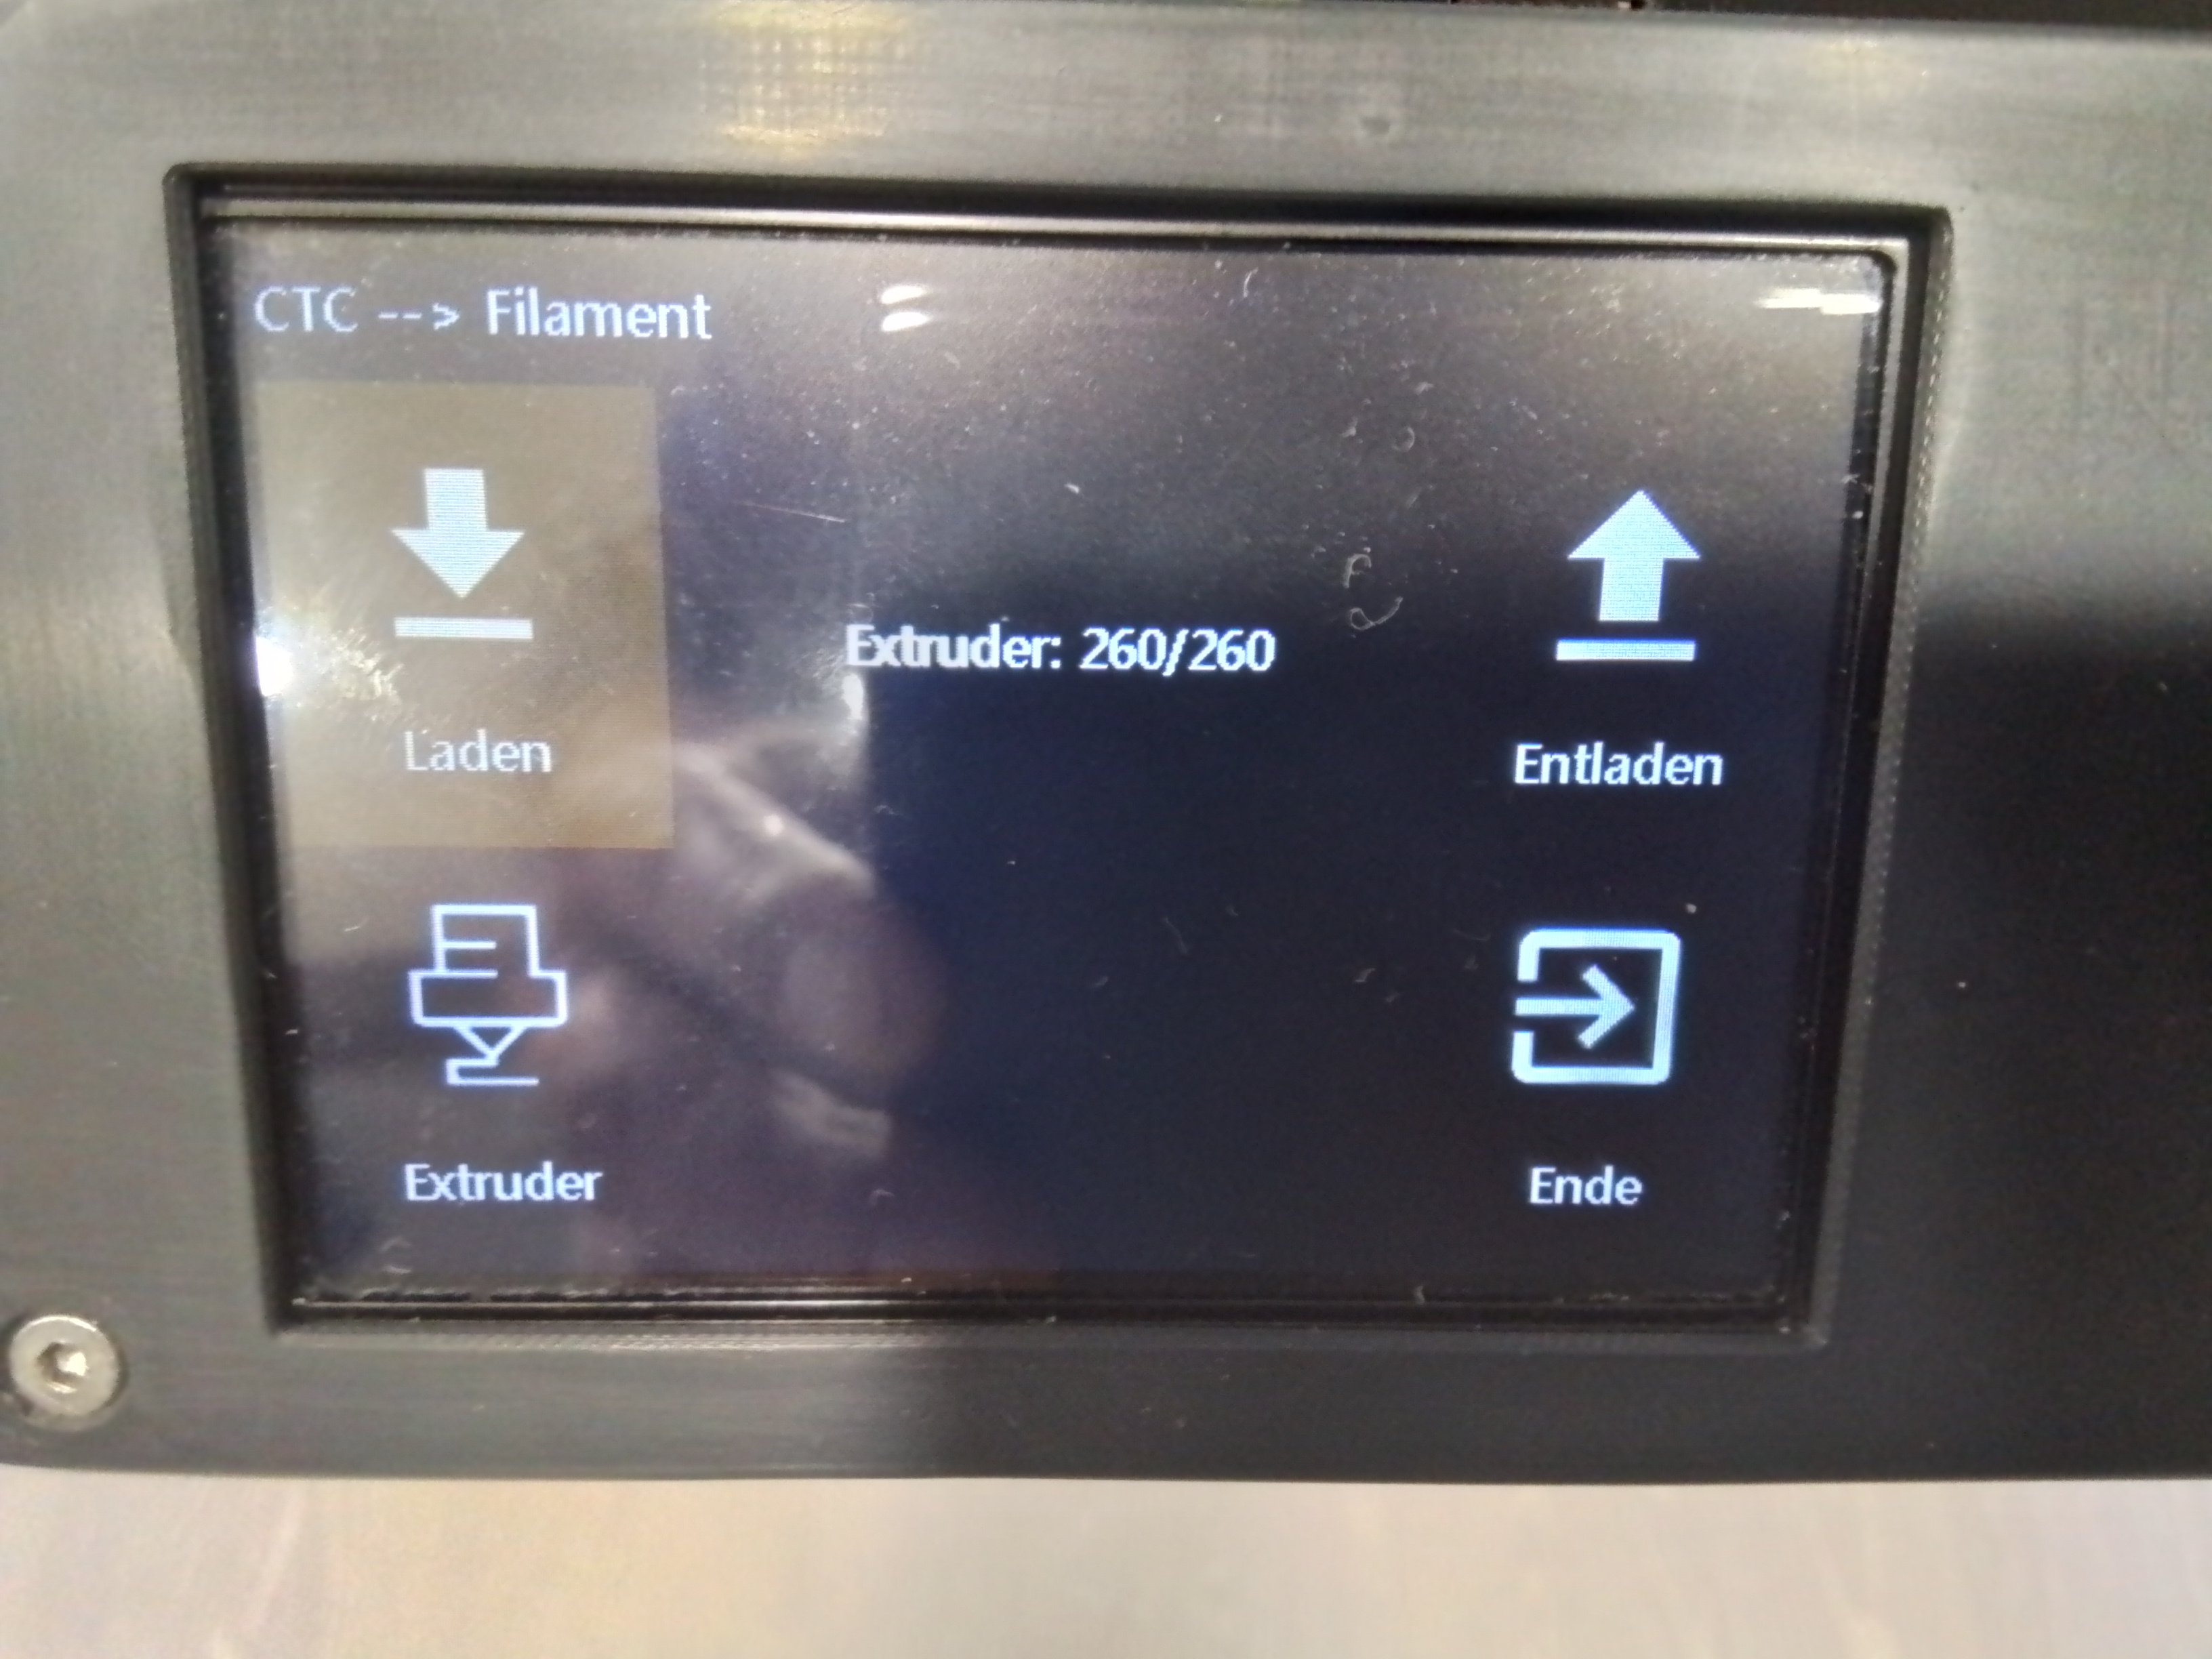 CTC --> Filament
Laden
Extruder: 260/260
Entladen
Extruder
Ende